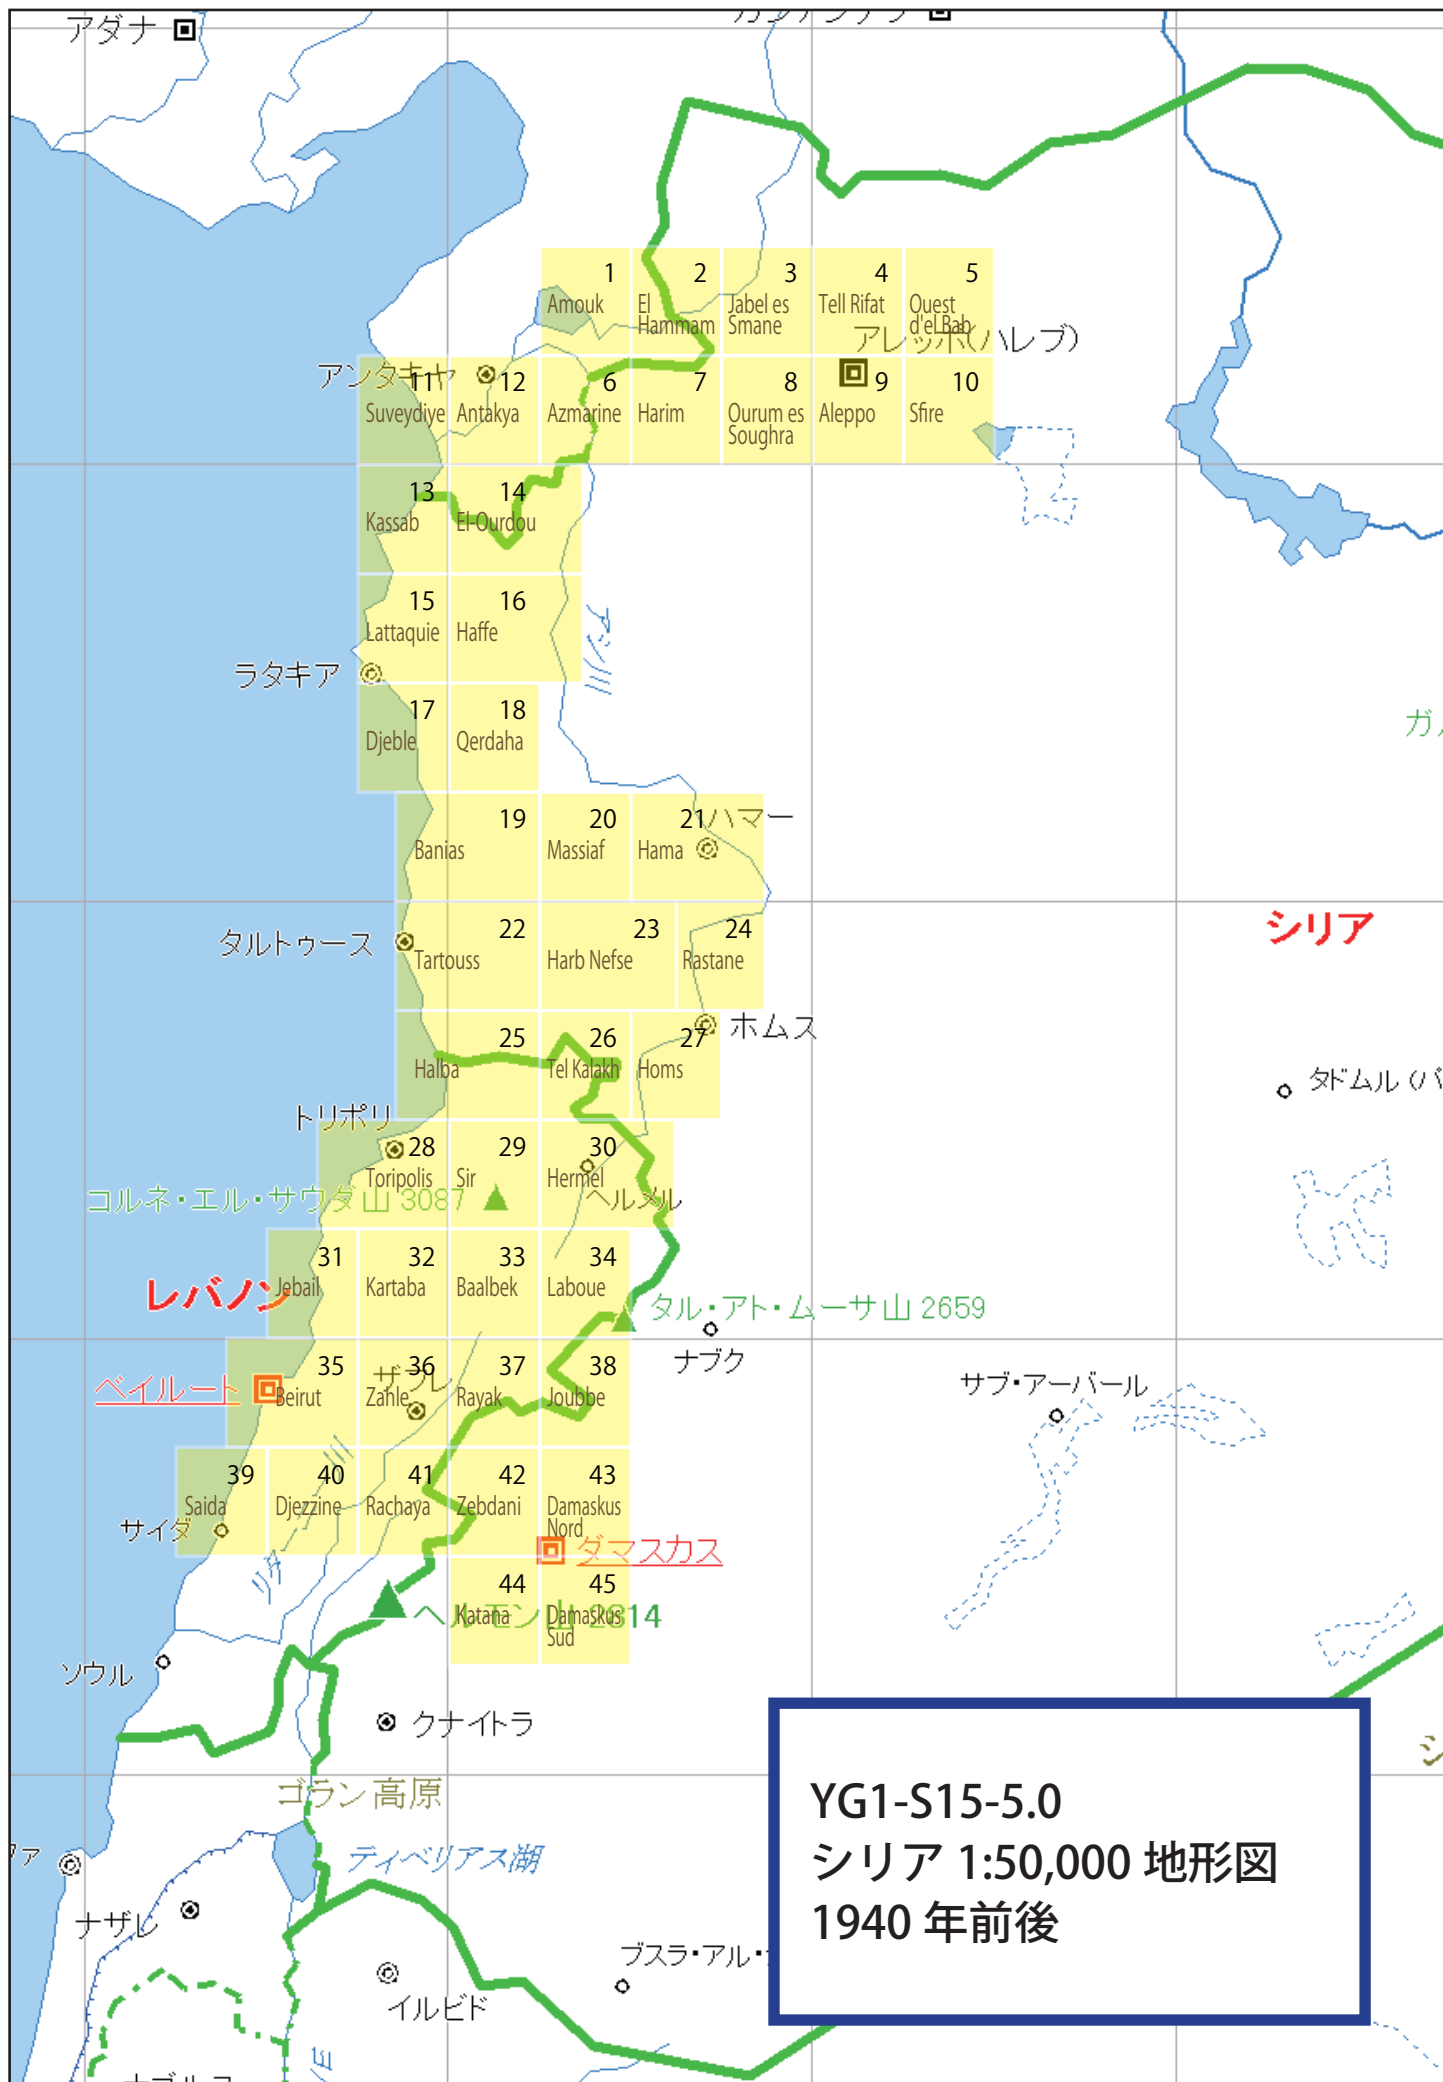 アダナ
1
2
3
4
5
Amouk
El
Hammam
Jabel es
Smane
Tell Rifat
Ouest
d'el Bab
アレッポ(ハレブ)
アンタキヤ
11
12
6
7
8
9
10
Suveydiye
Antakya
Azmarine
Harim
Ourum es
Soughra
Aleppo
Sfire
13
14
Kassab
El-Ourdou
15
16
Lattaquie
Haffe
ラタキア
17
18
Djeble
Qerdaha
19
20
21
ハマー
Banias
Massiaf
Hama
22
23
24
シリア
タルトゥース
Tartouss
Harb Nefse
Rastane
25
26
27
ホムス
Halba
Tel Kalakh
Homs
タドムル (パ
トリポリ
28
29
30
Toripolis
Sir
Hermel
コルネ・エル・サウダ山 3087
ヘルメル
31
32
33
34
Jebail
Kartaba
Baalbek
Laboue
レバノン
タル・アト・ムーサ山 2659
ナブク
35
36
37
38
ザフレ
サブ・アーバール
ベイルート
Beirut
Zahle
Rayak
Joubbe
39
40
41
42
43
Saida
Djezzine
Rachaya
Zebdani
Damaskus
Nord
サイダ
ダマスカス
44
45
Katana
Damaskus
Sud
ヘルモン山 2814
ソウル
クナイトラ
ゴラン高原
ティベリアス湖
ナザレ
イルビド
ブスラ・アル・
YG1-S15-5.0
シリア 1:50,000 地形図
1940 年前後